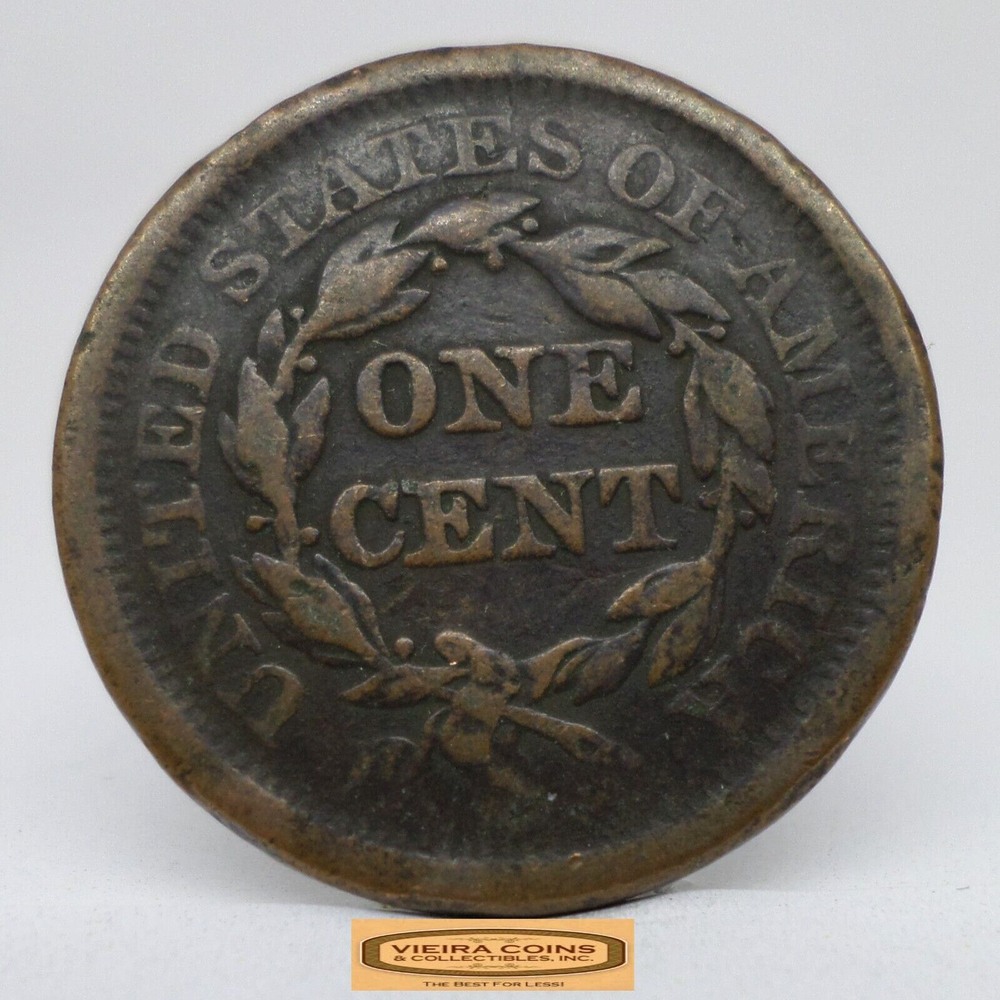 UNITED STATES OF AMERICA
ONE
CENT
VIEIRA COINS
& COLLECTIBLES, INC.
THE BEST FOR LESS!